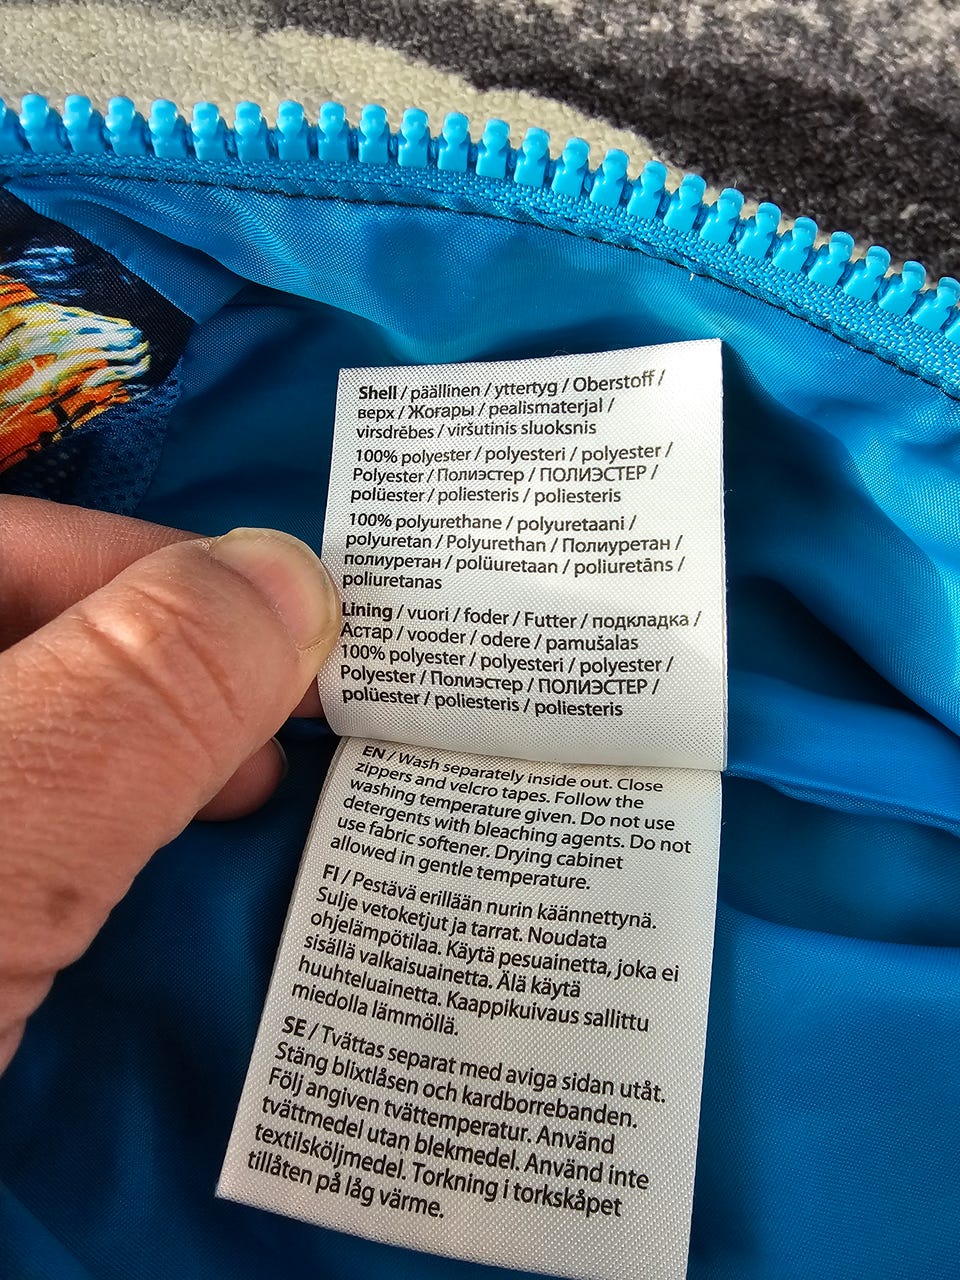 Shell / päällinen / yttertyg / Oberstoff /
верх / Жоғары / pealismaterjal /
virsdrēbes / viršutinis sluoksnis
100% polyester / polyesteri / polyester /
Polyester / Полиэстер / ПОЛИЭСТЕР /
polüester / poliesteris / poliesteris
100% polyurethane / polyuretaani /
polyuretan / Polyurethan / Полиуретан /
полиуретан / polüuretaan / poliuretāns /
poliuretanas
Lining / vuori / foder / Futter / подкладка /
Астар / vooder / odere / pamušalas
100% polyester / polyesteri / polyester /
Polyester / Полиэстер / ПОЛИЭСТЕР /
polüester / poliesteris / poliesteris
EN / Wash separately inside out. Close
zippers and velcro tapes. Follow the
washing temperature given. Do not use
detergents with bleaching agents. Do not
use fabric softener. Drying cabinet
allowed in gentle temperature.
FI / Pestävä erillään nurin käännettynä.
Sulje vetoketjut ja tarrat. Noudata
ohjelämpötilaa. Käytä pesuainetta, joka ei
sisällä valkaisuainetta. Älä käytä
huuhteluainetta. Kaappikuivaus sallittu
miedolla lämmöllä.
SE / Tvättas separat med aviga sidan utåt.
Stäng blixtlåsen och kardborrebanden.
Följ angiven tvättemperatur. Använd
tvättmedel utan blekmedel. Använd inte
textilsköljmedel. Torkning i torkskåpet
tillåten på låg värme.